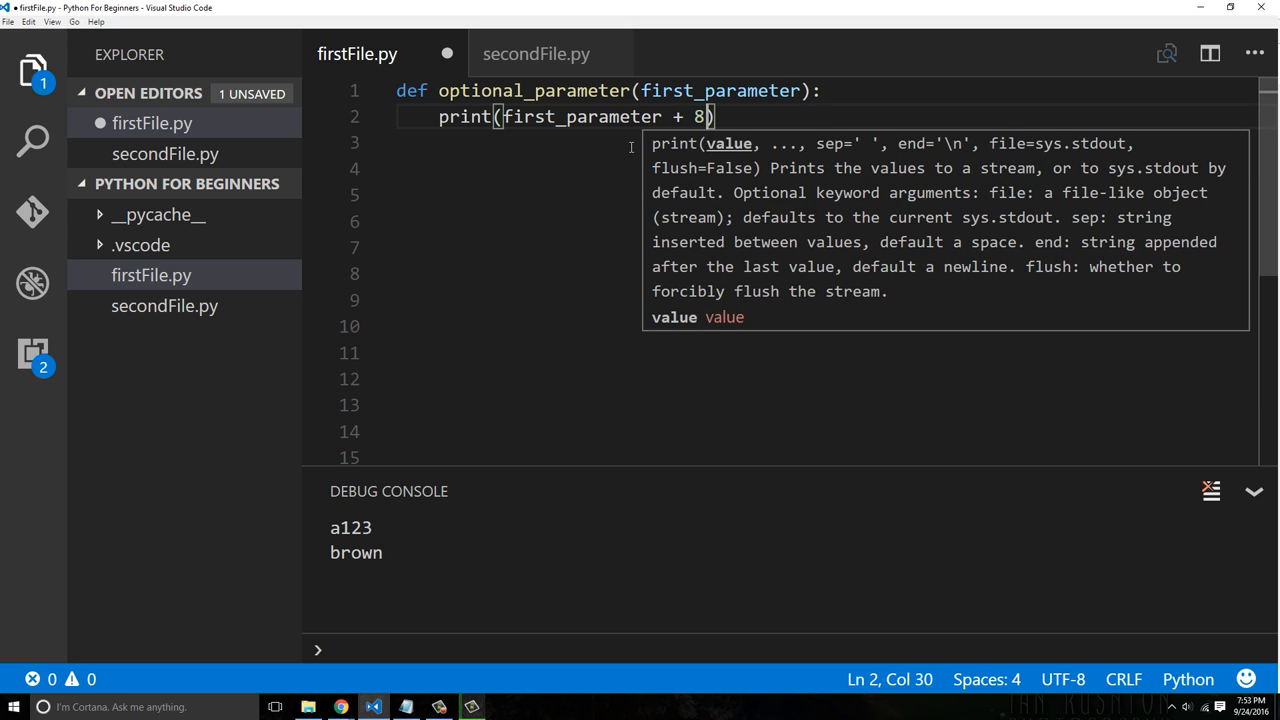 ● firstFile.py - Python For Beginners - Visual Studio Code
File Edit View Go Help
EXPLORER
OPEN EDITORS 1 UNSAVED
firstFile.py
secondFile.py
PYTHON FOR BEGINNERS
__pycache__
.vscode
firstFile.py
secondFile.py
1
2
firstFile.py secondFile.py
1 def optional_parameter(first_parameter):
2 print(first_parameter + 8)
3
4
5
6
7
8
9
10
11
12
13
14
15
print(value, ..., sep=' ', end='\n', file=sys.stdout,
flush=False) Prints the values to a stream, or to sys.stdout by
default. Optional keyword arguments: file: a file-like object
(stream); defaults to the current sys.stdout. sep: string
inserted between values, default a space. end: string appended
after the last value, default a newline. flush: whether to
forcibly flush the stream.
value value
DEBUG CONSOLE
a123
brown
0 0 Ln 2, Col 30 Spaces: 4 UTF-8 CRLF Python
I'm Cortana. Ask me anything.
7:53 PM
9/24/2016